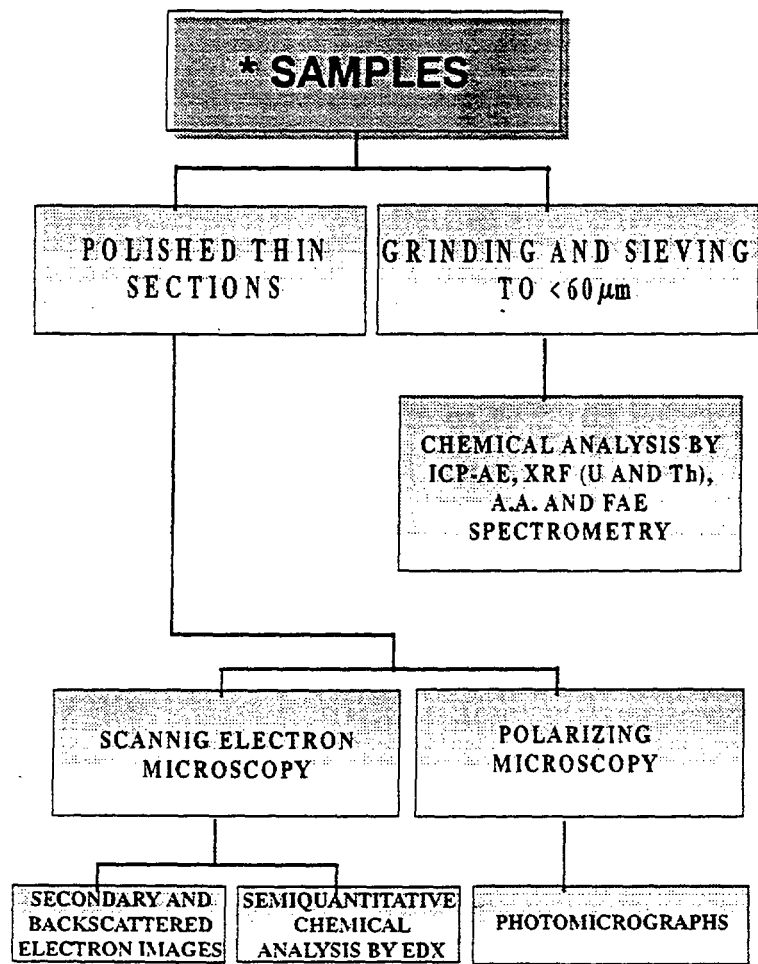 * SAMPLES
POLISHED THIN
SECTIONS
GRINDING AND SIEVING
TO <60μm
CHEMICAL ANALYSIS BY
ICP-AE, XRF (U AND Th),
A.A. AND FAE
SPECTROMETRY
SCANNIG ELECTRON
MICROSCOPY
POLARIZING
MICROSCOPY
SECONDARY AND
BACKSCATTERED
ELECTRON IMAGES
SEMIQUANTITATIVE
CHEMICAL
ANALYSIS BY EDX
PHOTOMICROGRAPHS